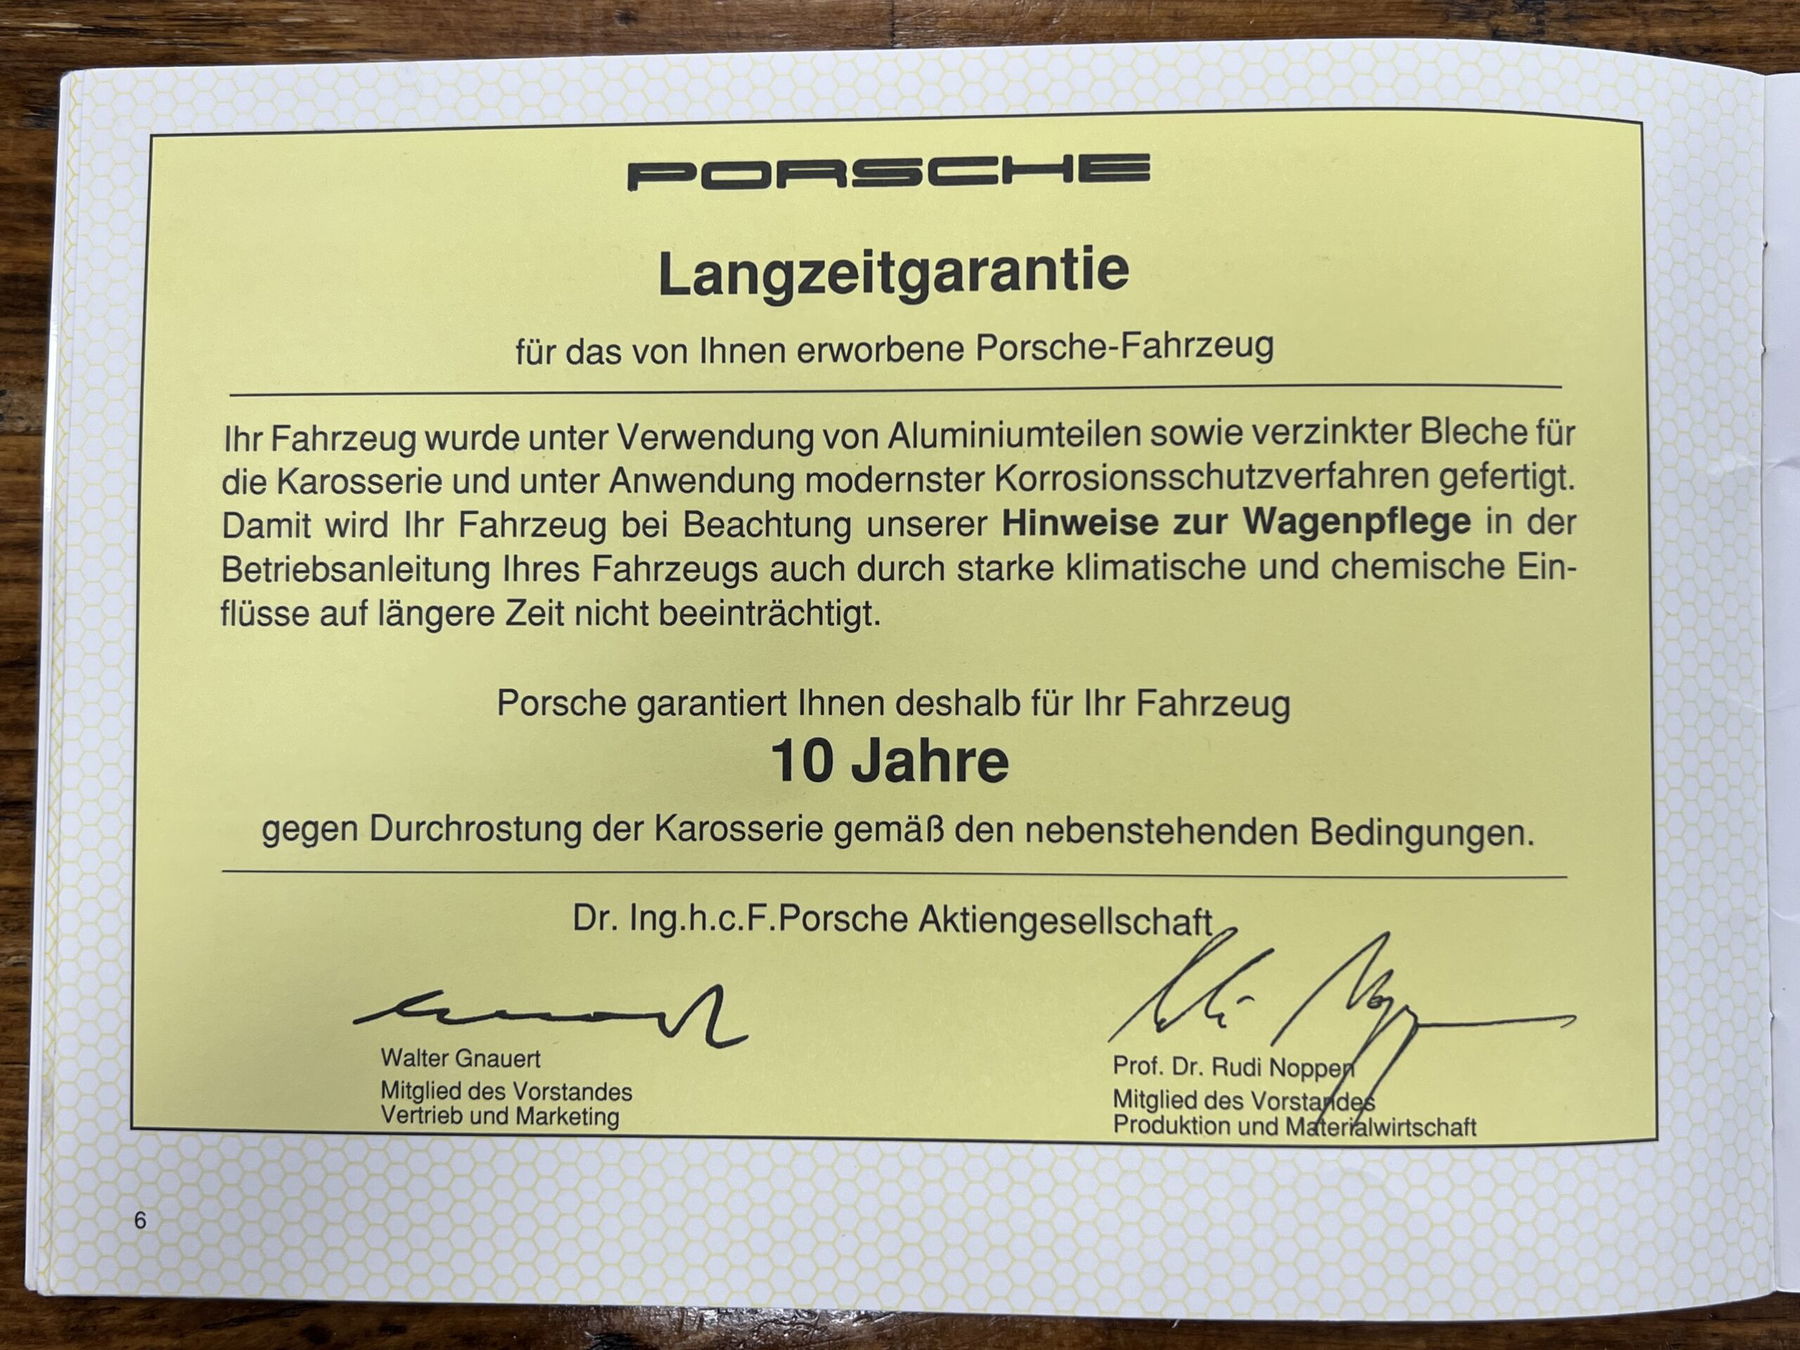 PORSCHE
Langzeitgarantie
für das von Ihnen erworbene Porsche-Fahrzeug
Ihr Fahrzeug wurde unter Verwendung von Aluminiumteilen sowie verzinkter Bleche für
die Karosserie und unter Anwendung modernster Korrosionsschutzverfahren gefertigt.
Damit wird Ihr Fahrzeug bei Beachtung unserer Hinweise zur Wagenpflege in der
Betriebsanleitung Ihres Fahrzeugs auch durch starke klimatische und chemische Ein-
flüsse auf längere Zeit nicht beeinträchtigt.
Porsche garantiert Ihnen deshalb für Ihr Fahrzeug
10 Jahre
gegen Durchrostung der Karosserie gemäß den nebenstehenden Bedingungen.
Dr. Ing.h.c.F.Porsche Aktiengesellschaft
Walter Gnauert
Mitglied des Vorstandes
Vertrieb und Marketing
Prof. Dr. Rudi Noppen
Mitglied des Vorstandes
Produktion und Materialwirtschaft
6